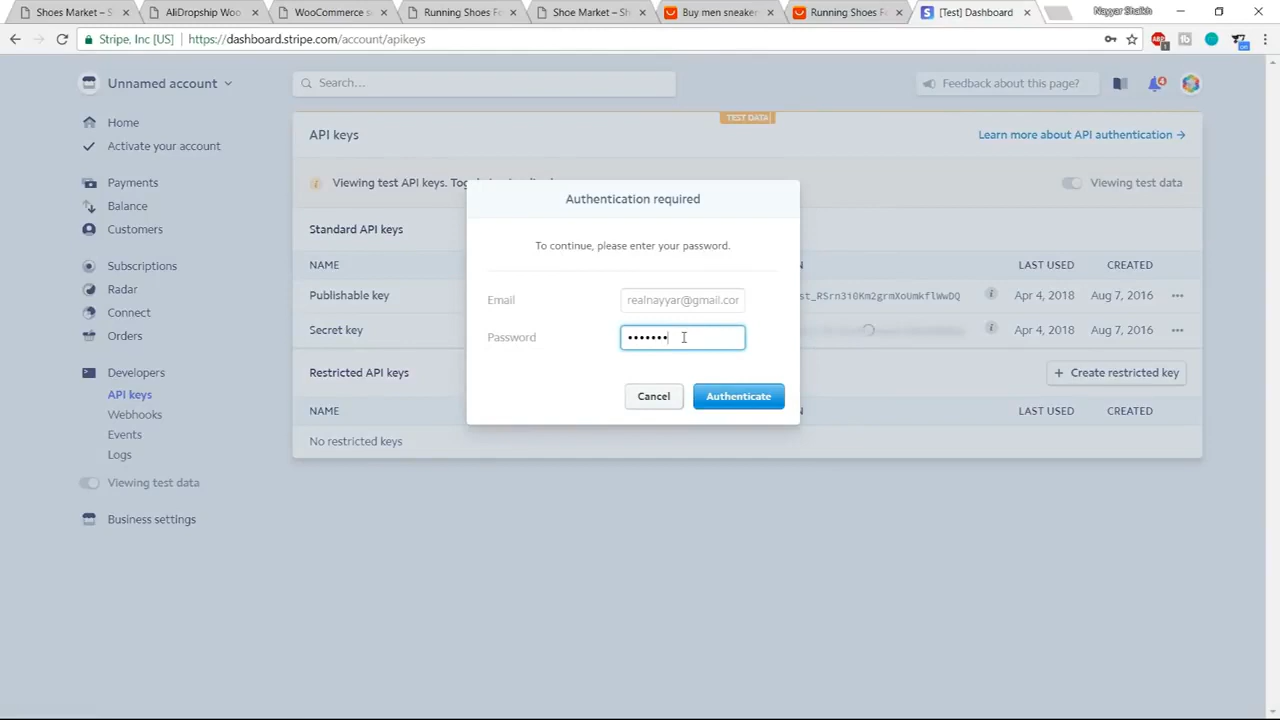 Shoes Market –
AliDropship Woo
WooCommerce s
Running Shoes Fo
Shoe Market – Sh
Buy men sneaker
Running Shoes Fo
[Test] Dashboard
Nayyar Shaikh
Stripe, Inc [US]
https://dashboard.stripe.com/account/apikeys
Unnamed account
Search...
Feedback about this page?
4
Home
Activate your account
Payments
Balance
Customers
Subscriptions
Radar
Connect
Orders
Developers
API keys
Webhooks
Events
Logs
Viewing test data
Business settings
TEST DATA
API keys
Learn more about API authentication →
Viewing test API keys.
Viewing test data
Standard API keys
NAME
LAST USED
CREATED
Publishable key
Apr 4, 2018
Aug 7, 2016
Secret key
Apr 4, 2018
Aug 7, 2016
Restricted API keys
+ Create restricted key
NAME
LAST USED
CREATED
No restricted keys
Authentication required
To continue, please enter your password.
Email
realnayyar@gmail.cor
Password
•••••••
Cancel
Authenticate